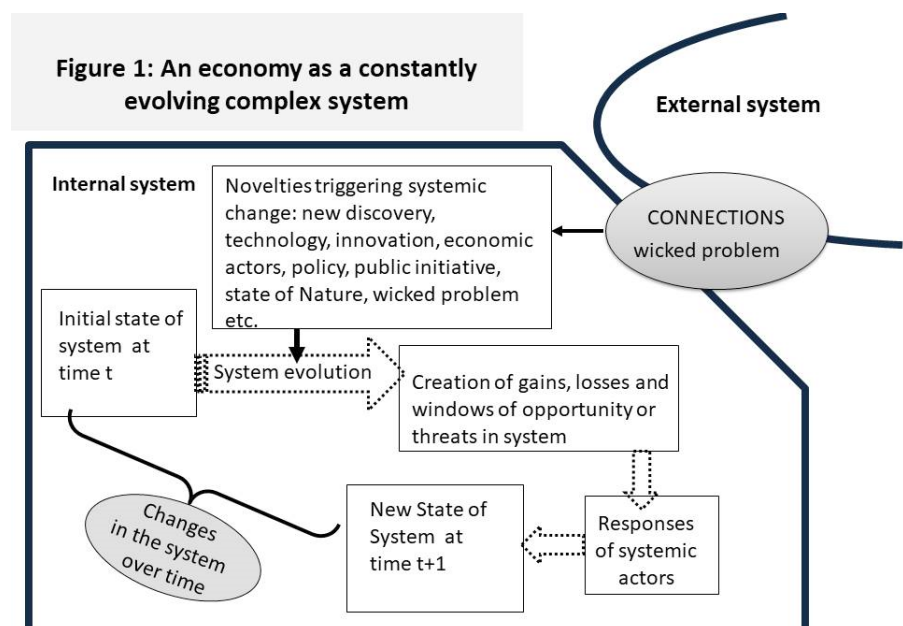 Figure 1: An economy as a constantly
evolving complex system
External system
Internal system
Novelties triggering systemic
change: new discovery,
technology, innovation, economic
actors, policy, public initiative,
state of Nature, wicked problem
etc.
CONNECTIONS
wicked problem
Initial state of
system at
time t
System evolution
Creation of gains, losses and
windows of opportunity or
threats in system
Responses
of systemic
actors
New State of
System at
time t+1
Changes
in the system
over time